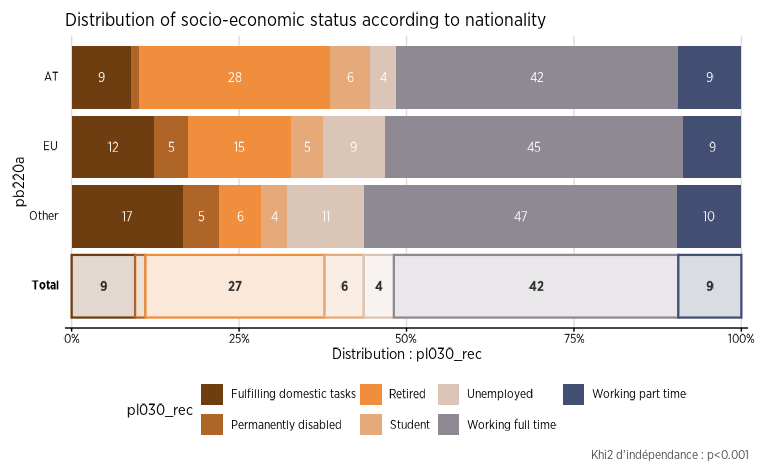 Distribution of socio-economic status according to nationality
pb220a
AT 9 28 6 4 42 9
EU 12 5 15 5 9 45 9
Other 17 5 6 4 11 47 10
Total 9 27 6 4 42 9
0% 25% 50% 75% 100%
Distribution : pl030_rec
pl030_rec
Fulfilling domestic tasks Retired Unemployed Working part time
Permanently disabled Student Working full time
Khi2 d'indépendance : p<0.001